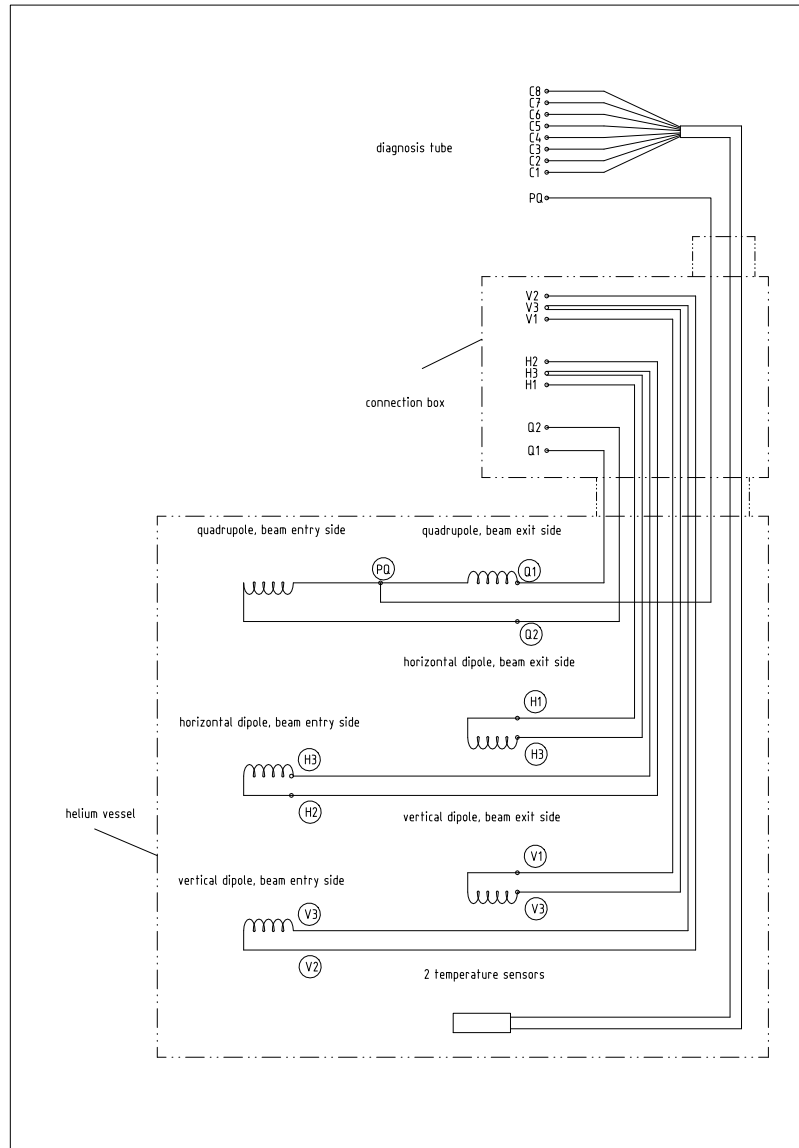 C8
C7
C6
C5
C4
C3
C2
C1
diagnosis tube
PQ
V2
V3
V1
H2
H3
H1
connection box
Q2
Q1
quadrupole, beam entry side
quadrupole, beam exit side
PQ
Q1
Q2
horizontal dipole, beam exit side
H1
horizontal dipole, beam entry side
H3
H3
H2
helium vessel
vertical dipole, beam exit side
V1
vertical dipole, beam entry side
V3
V3
V2
2 temperature sensors